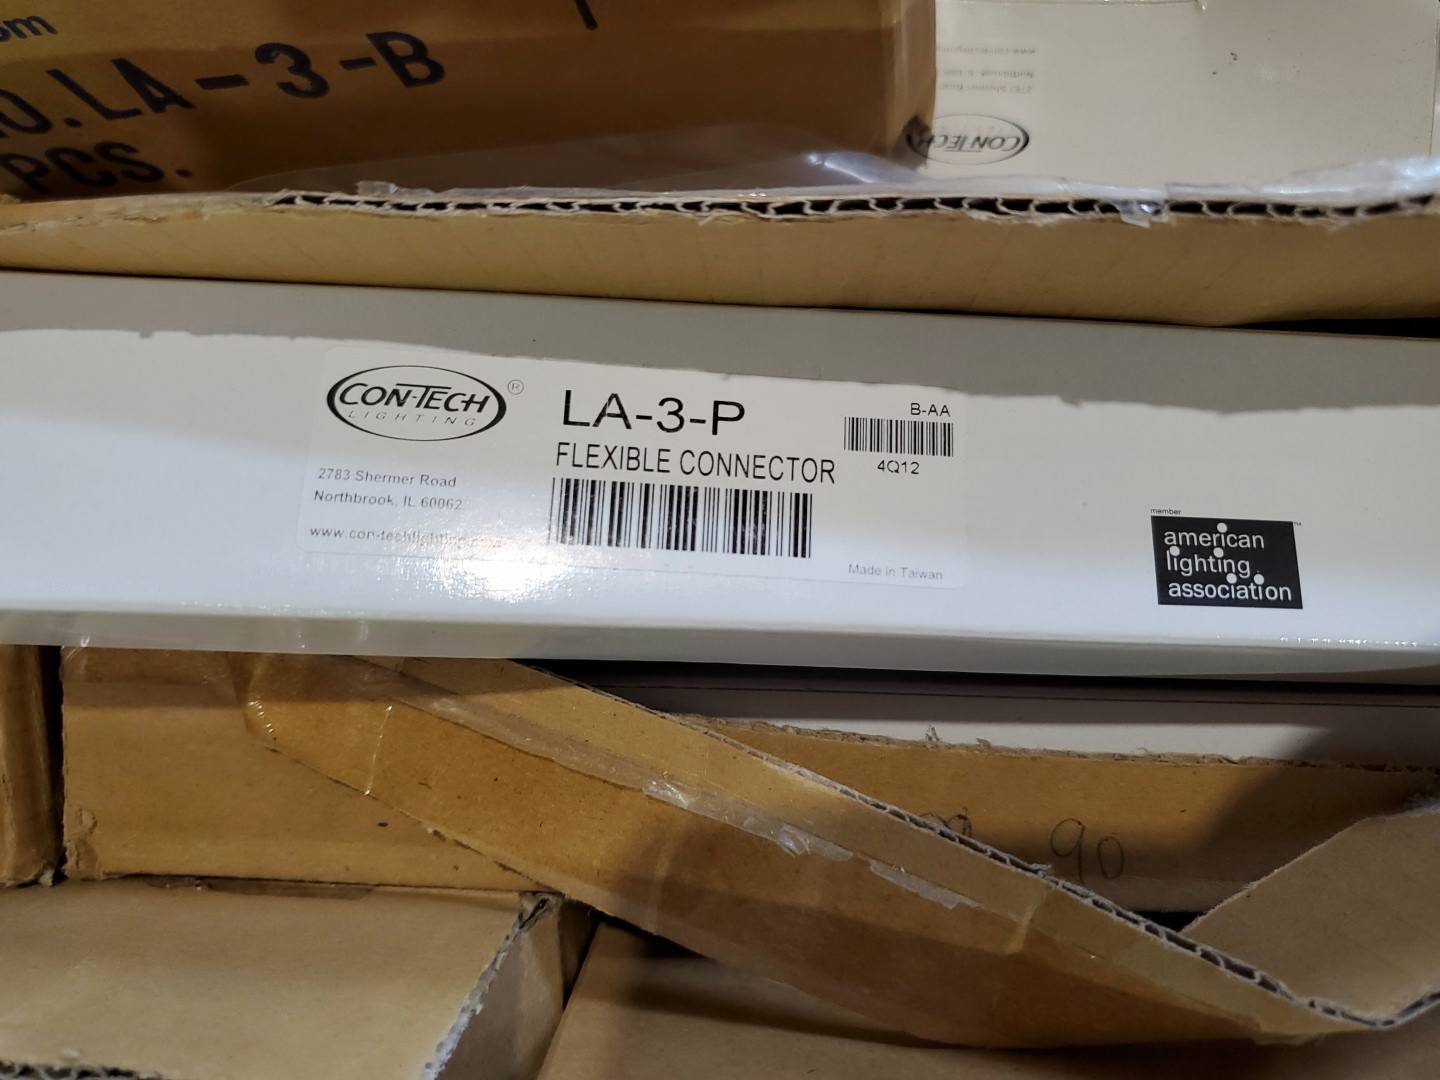 LA-3-B
PCS.
CON-TECH
CON-TECH ®
LIGHTING
2783 Shermer Road
Northbrook, IL 60062
LA-3-P
FLEXIBLE CONNECTOR
B-AA
4Q12
Made in Taiwan
member
american
lighting
association
90